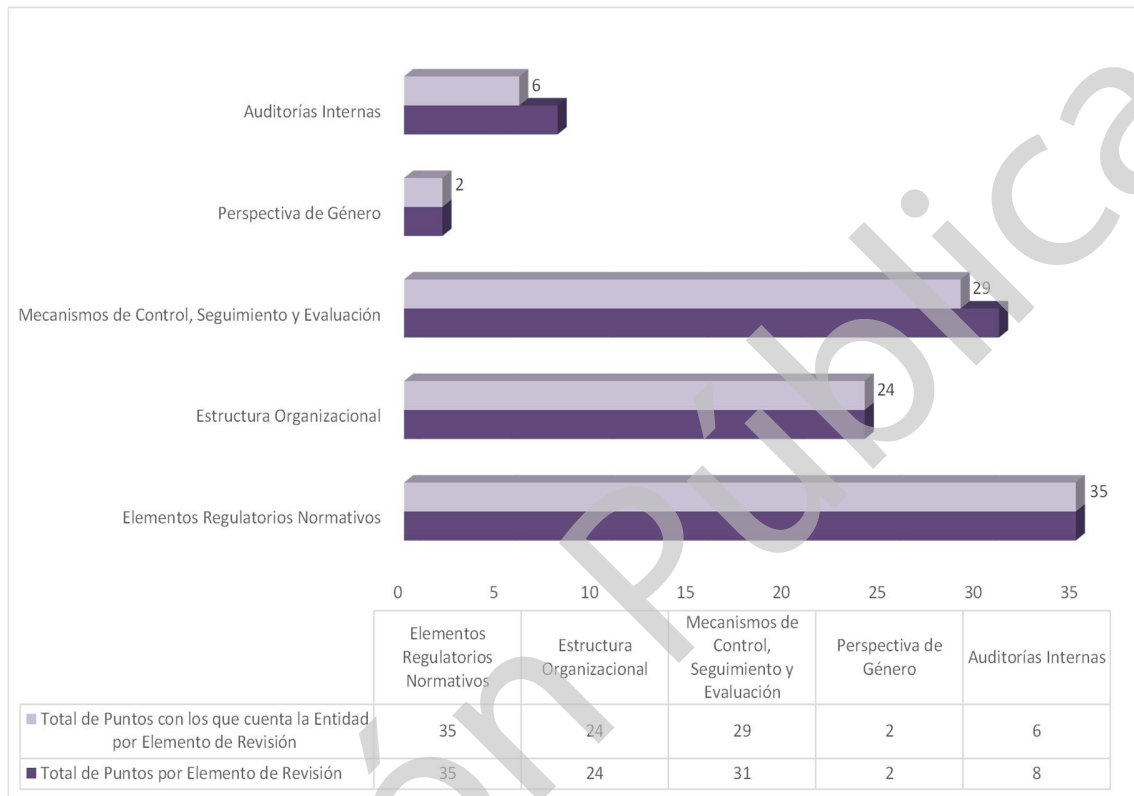 6
Auditorías Internas
2
Perspectiva de Género
29
Mecanismos de Control, Seguimiento y Evaluación
24
Estructura Organizacional
35
Elementos Regulatorios Normativos
0 5 10 15 20 25 30 35
Elementos Regulatorios Normativos
Estructura Organizacional
Mecanismos de Control, Seguimiento y Evaluación
Perspectiva de Género
Auditorías Internas
Total de Puntos con los que cuenta la Entidad por Elemento de Revisión 35 24 29 2 6
Total de Puntos por Elemento de Revisión 35 24 31 2 8
ón Pública